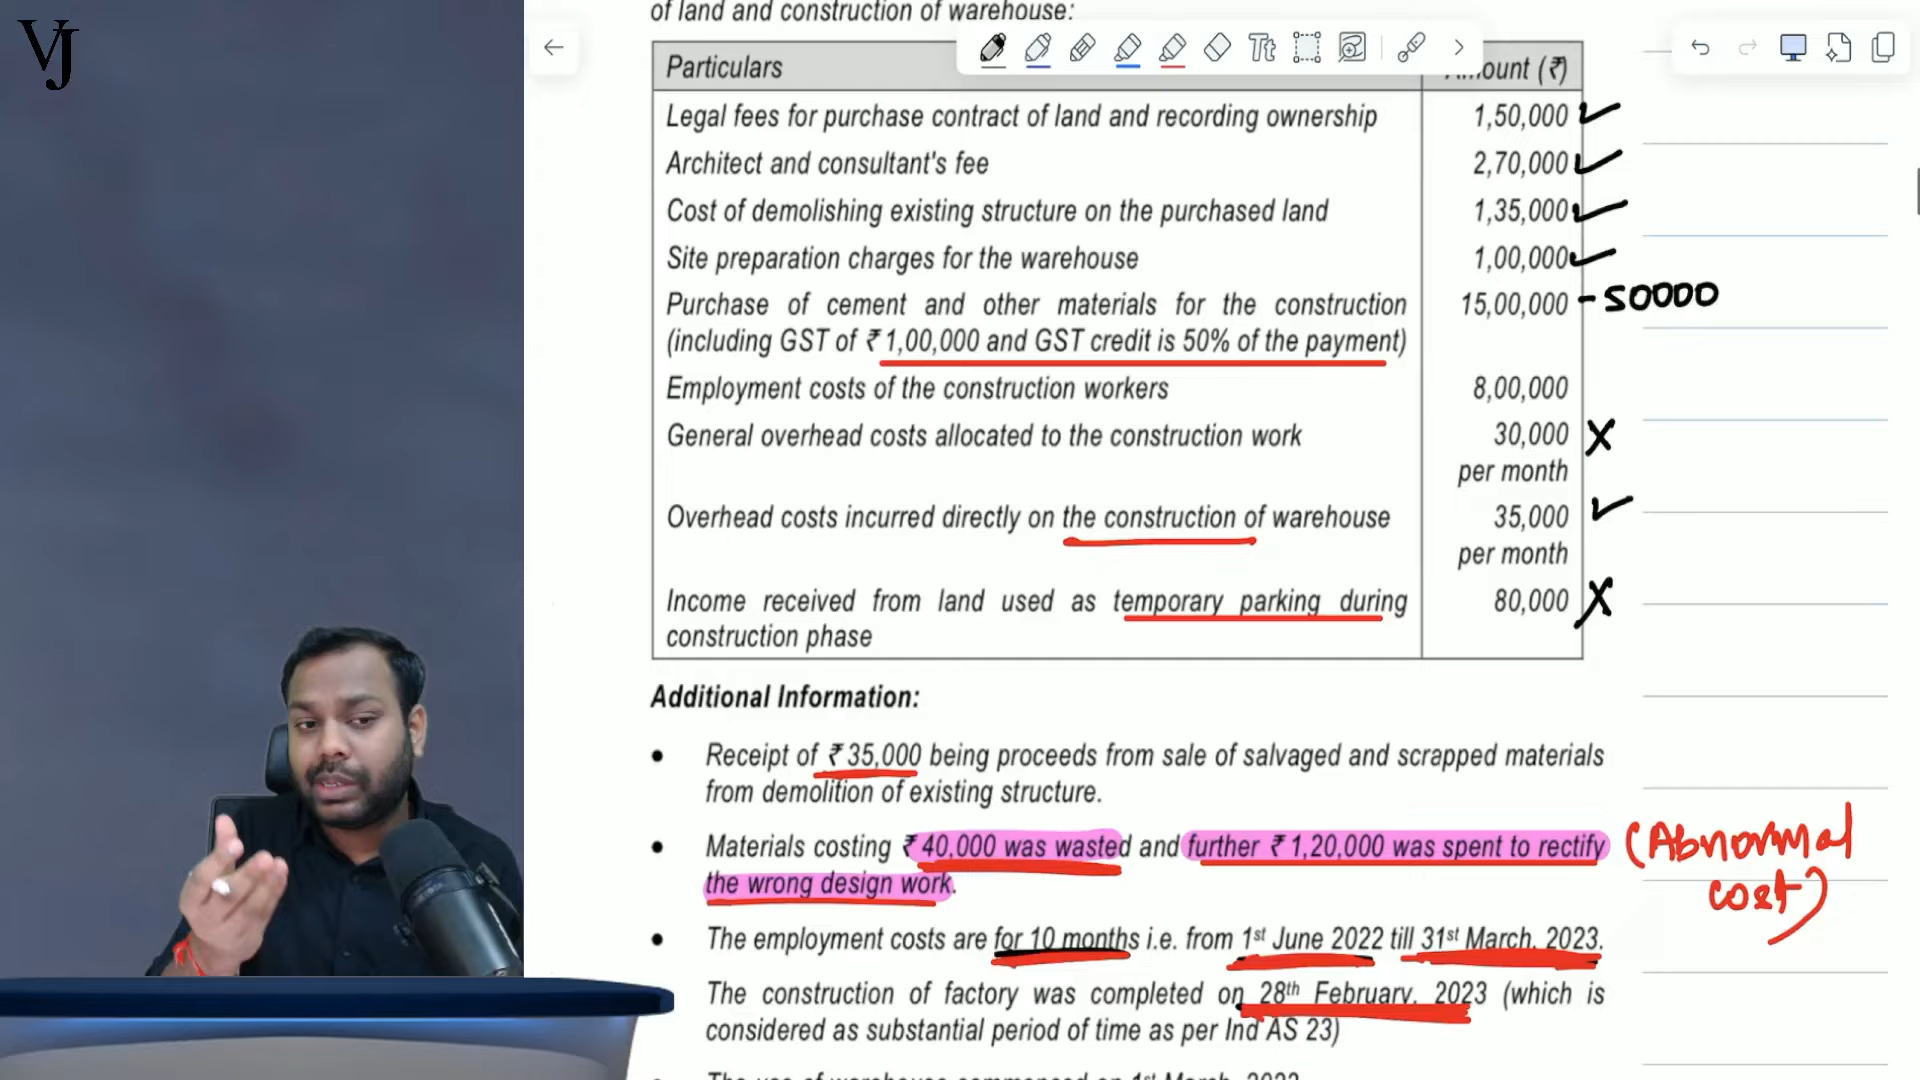 VJ
of land and construction of warehouse:
Particulars
Amount (₹)
Legal fees for purchase contract of land and recording ownership 1,50,000
Architect and consultant's fee 2,70,000
Cost of demolishing existing structure on the purchased land 1,35,000
Site preparation charges for the warehouse 1,00,000
Purchase of cement and other materials for the construction 15,00,000 - 50000
(including GST of ₹ 1,00,000 and GST credit is 50% of the payment)
Employment costs of the construction workers 8,00,000
General overhead costs allocated to the construction work 30,000 X
per month
Overhead costs incurred directly on the construction of warehouse 35,000
per month
Income received from land used as temporary parking during 80,000 X
construction phase
Additional Information:
• Receipt of ₹ 35,000 being proceeds from sale of salvaged and scrapped materials
from demolition of existing structure.
• Materials costing ₹ 40,000 was wasted and further ₹ 1,20,000 was spent to rectify (Abnormal
the wrong design work. cost)
• The employment costs are for 10 months i.e. from 1st June 2022 till 31st March, 2023.
The construction of factory was completed on 28th February, 2023 (which is
considered as substantial period of time as per Ind AS 23)
The use of warehouse commenced on 1st March, 2023